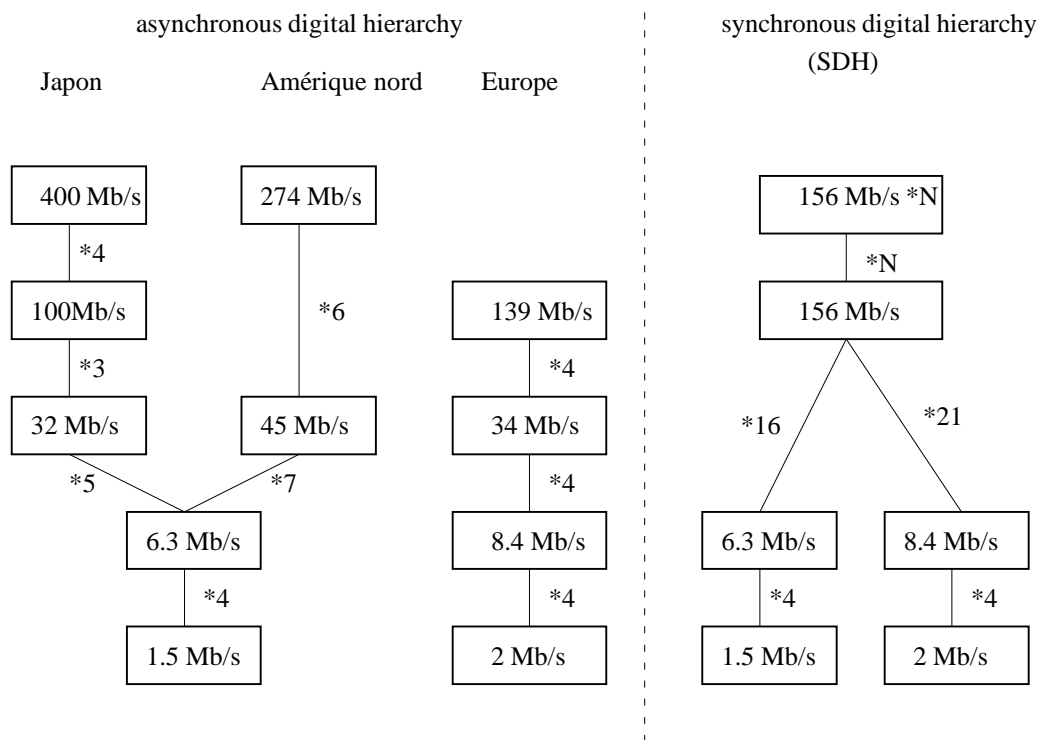 asynchronous digital hierarchy
synchronous digital hierarchy
(SDH)
Japon
Amérique nord
Europe
400 Mb/s
274 Mb/s
156 Mb/s *N
*4
*N
100Mb/s
*6
139 Mb/s
156 Mb/s
*3
*4
32 Mb/s
45 Mb/s
34 Mb/s
*16
*21
*5
*7
*4
6.3 Mb/s
8.4 Mb/s
6.3 Mb/s
8.4 Mb/s
*4
*4
*4
*4
1.5 Mb/s
2 Mb/s
1.5 Mb/s
2 Mb/s